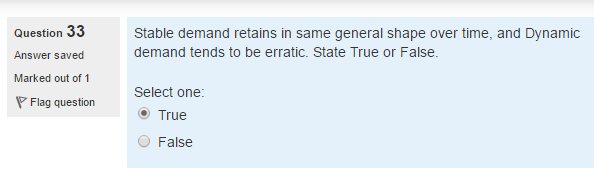 Question 33
Answer saved
Marked out of 1
Flag question
Stable demand retains in same general shape over time, and Dynamic
demand tends to be erratic. State True or False.
Select one:
True
False